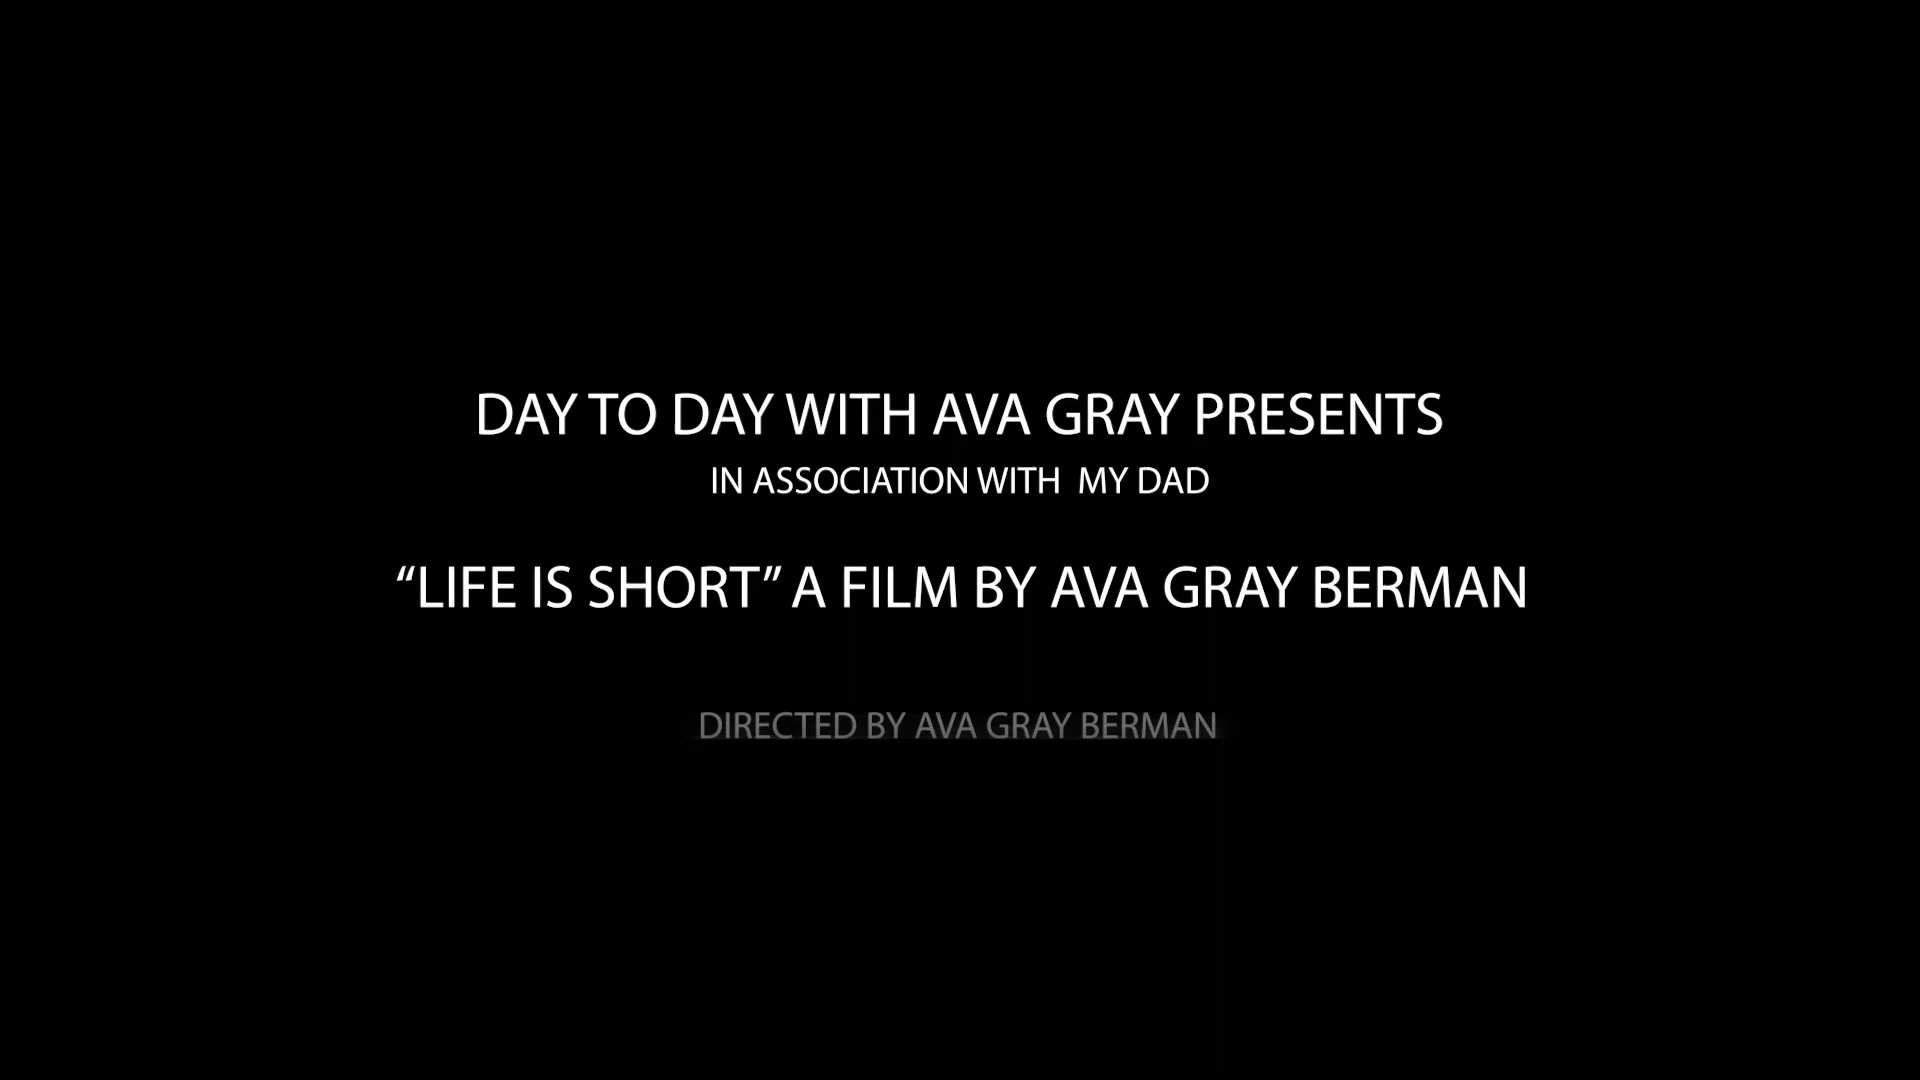 DAY TO DAY WITH AVA GRAY PRESENTS
IN ASSOCIATION WITH MY DAD
“LIFE IS SHORT” A FILM BY AVA GRAY BERMAN
DIRECTED BY AVA GRAY BERMAN